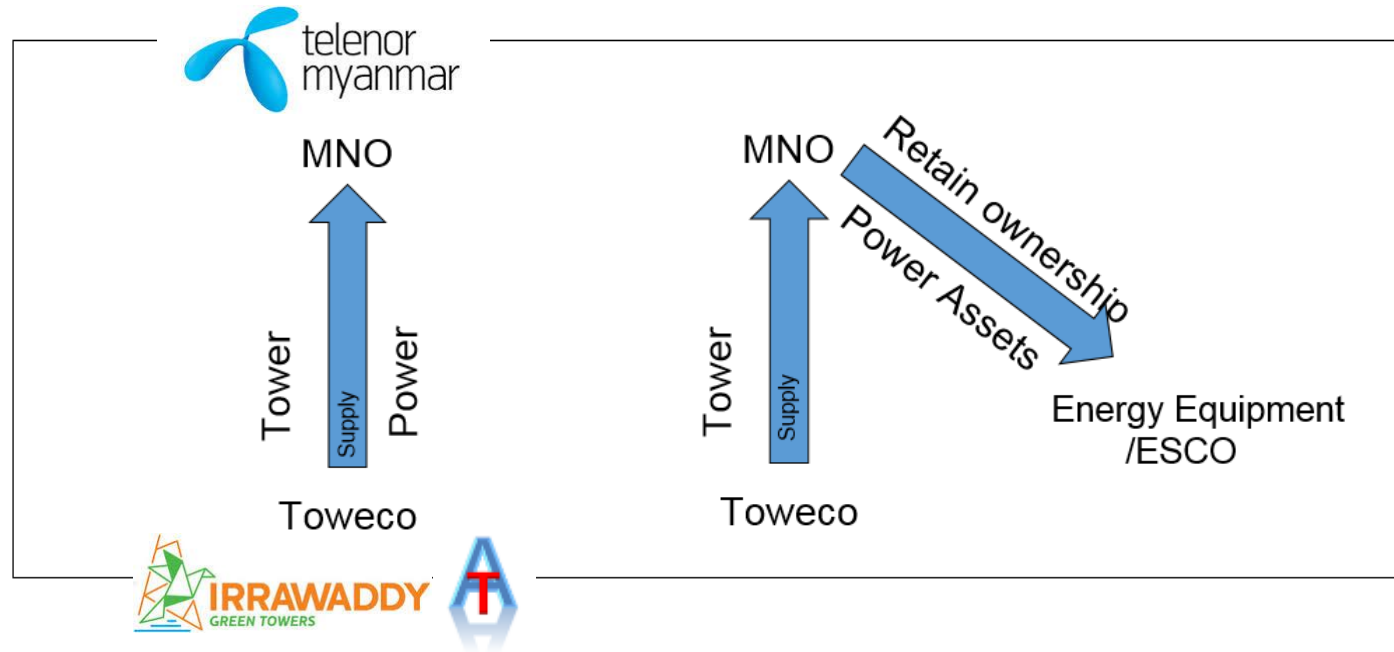 telenor
myanmar
MNO
Tower
Supply
Power
Toweco
IRRAWADDY
GREEN TOWERS
AT
MNO
Retain ownership
Power Assets
Tower
Supply
Toweco
Energy Equipment
/ESCO